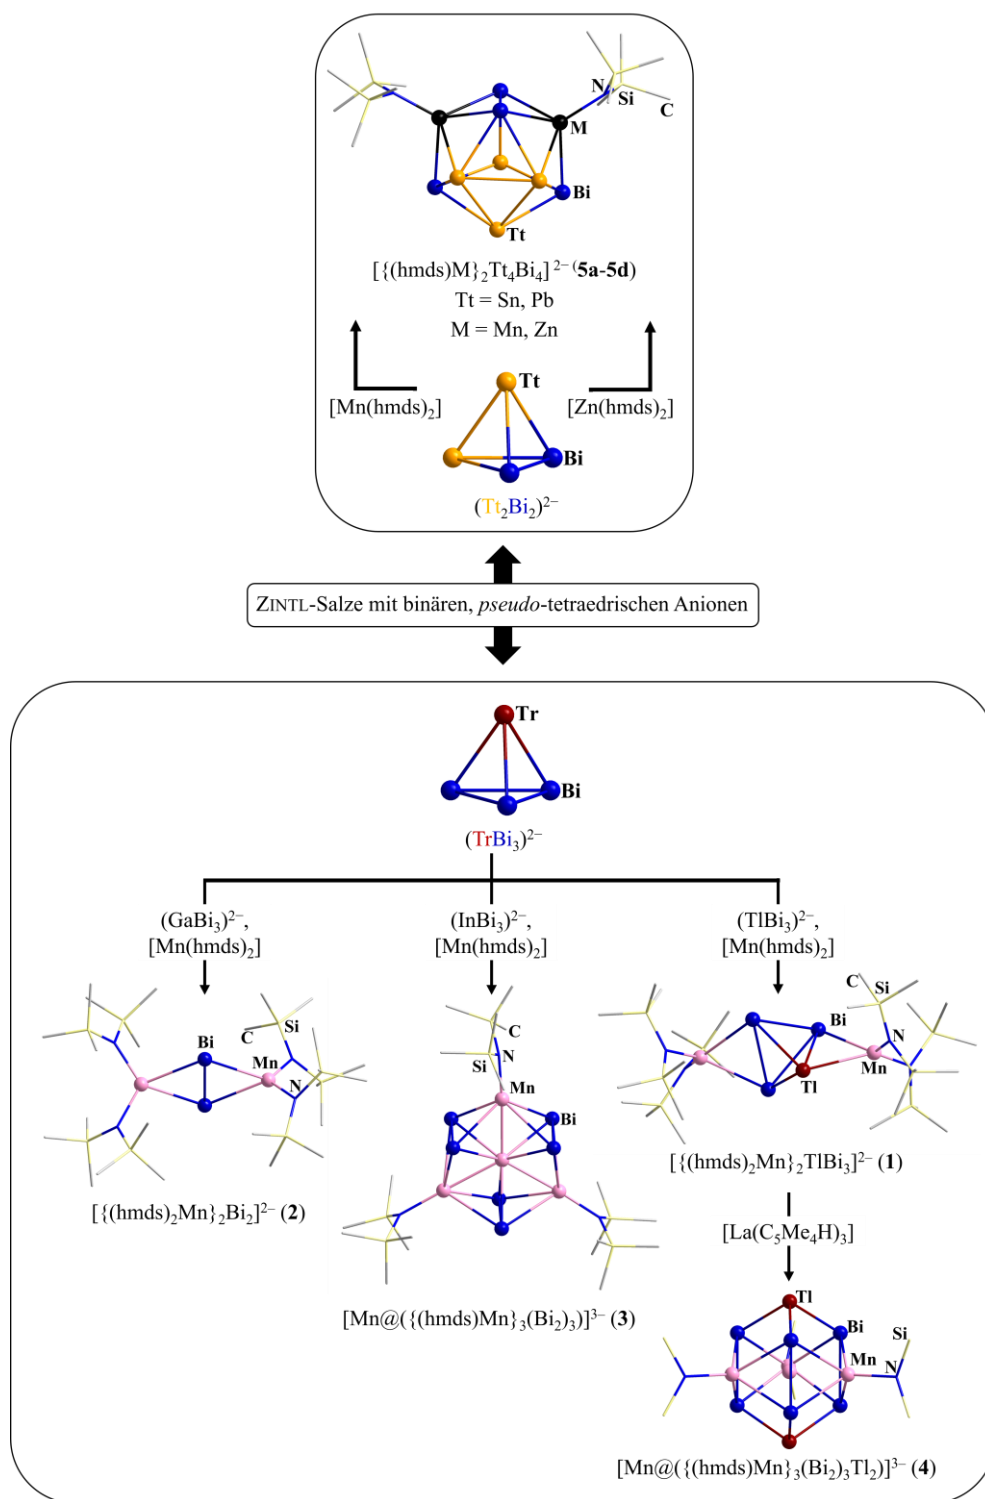 N
Si
C
M
Bi
Tt
[{(hmds)M}₂Tt₄Bi₄]²⁻ (5a-5d)
Tt = Sn, Pb
M = Mn, Zn
Tt
[Mn(hmds)₂] [Zn(hmds)₂]
Bi
(Tt₂Bi₂)²⁻
ZINTL-Salze mit binären, pseudo-tetraedrischen Anionen
Tr
Bi
(TrBi₃)²⁻
(GaBi₃)²⁻,
[Mn(hmds)₂]
(InBi₃)²⁻,
[Mn(hmds)₂]
(TlBi₃)²⁻,
[Mn(hmds)₂]
Si
C
Bi
Mn
N
[{(hmds)₂Mn}₂Bi₂]²⁻ (2)
C
N
Si
Mn
Bi
[Mn@({(hmds)Mn}₃(Bi₂)₃)]³⁻ (3)
C
Si
Bi
N
Mn
Tl
[{(hmds)₂Mn}₂TlBi₃]²⁻ (1)
[La(C₅Me₄H)₃]
Tl
Bi
Si
Mn
N
[Mn@({(hmds)Mn}₃(Bi₂)₃Tl₂)]³⁻ (4)